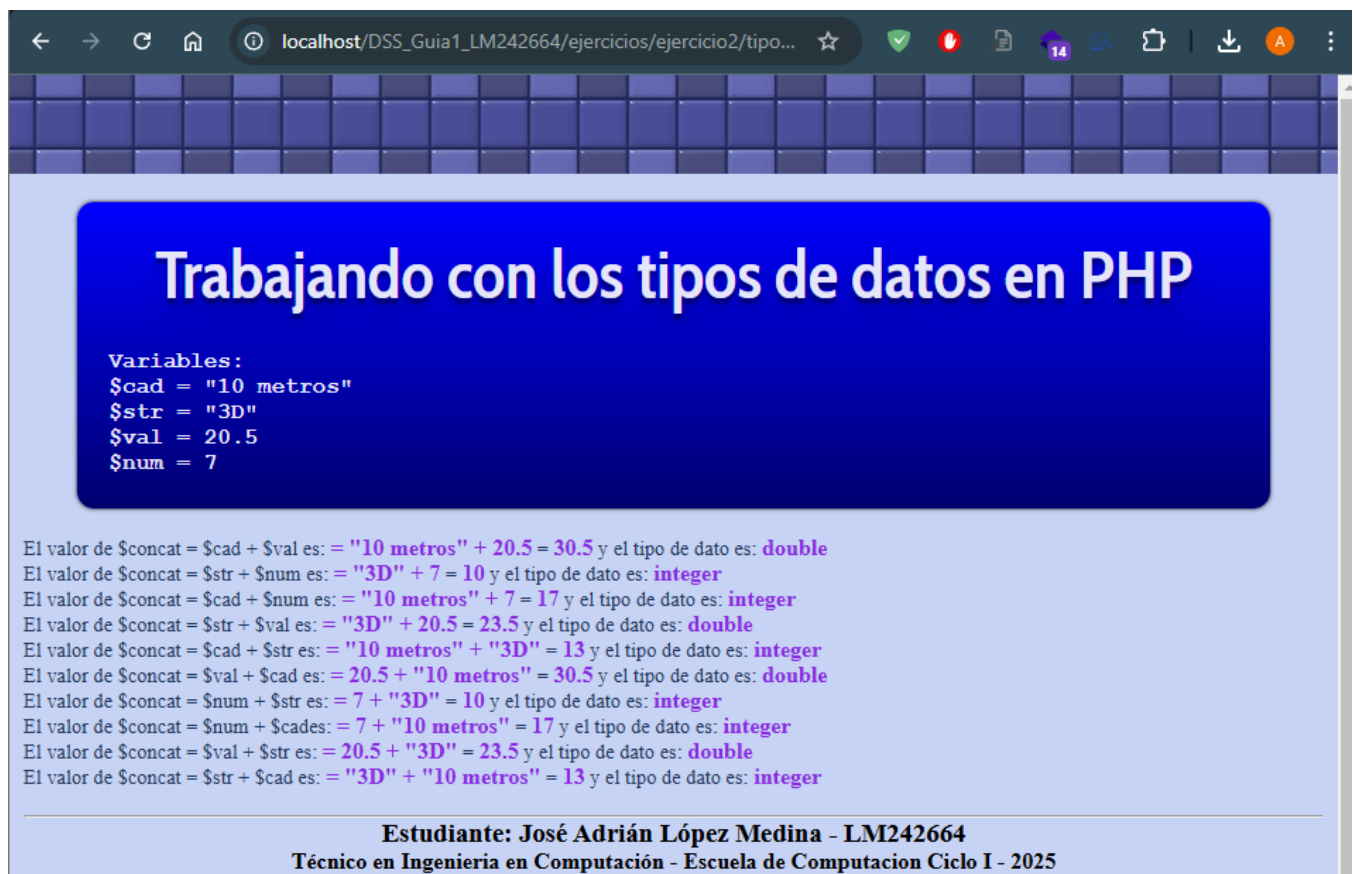 localhost/DSS_Guia1_LM242664/ejercicios/ejercicio2/tipo...
14
A
Trabajando con los tipos de datos en PHP
Variables:
$cad = "10 metros"
$str = "3D"
$val = 20.5
$num = 7
El valor de $concat = $cad + $val es: = "10 metros" + 20.5 = 30.5 y el tipo de dato es: double
El valor de $concat = $str + $num es: = "3D" + 7 = 10 y el tipo de dato es: integer
El valor de $concat = $cad + $num es: = "10 metros" + 7 = 17 y el tipo de dato es: integer
El valor de $concat = $str + $val es: = "3D" + 20.5 = 23.5 y el tipo de dato es: double
El valor de $concat = $cad + $str es: = "10 metros" + "3D" = 13 y el tipo de dato es: integer
El valor de $concat = $val + $cad es: = 20.5 + "10 metros" = 30.5 y el tipo de dato es: double
El valor de $concat = $num + $str es: = 7 + "3D" = 10 y el tipo de dato es: integer
El valor de $concat = $num + $cades: = 7 + "10 metros" = 17 y el tipo de dato es: integer
El valor de $concat = $val + $str es: = 20.5 + "3D" = 23.5 y el tipo de dato es: double
El valor de $concat = $str + $cad es: = "3D" + "10 metros" = 13 y el tipo de dato es: integer
Estudiante: José Adrián López Medina - LM242664
Técnico en Ingenieria en Computación - Escuela de Computacion Ciclo I - 2025